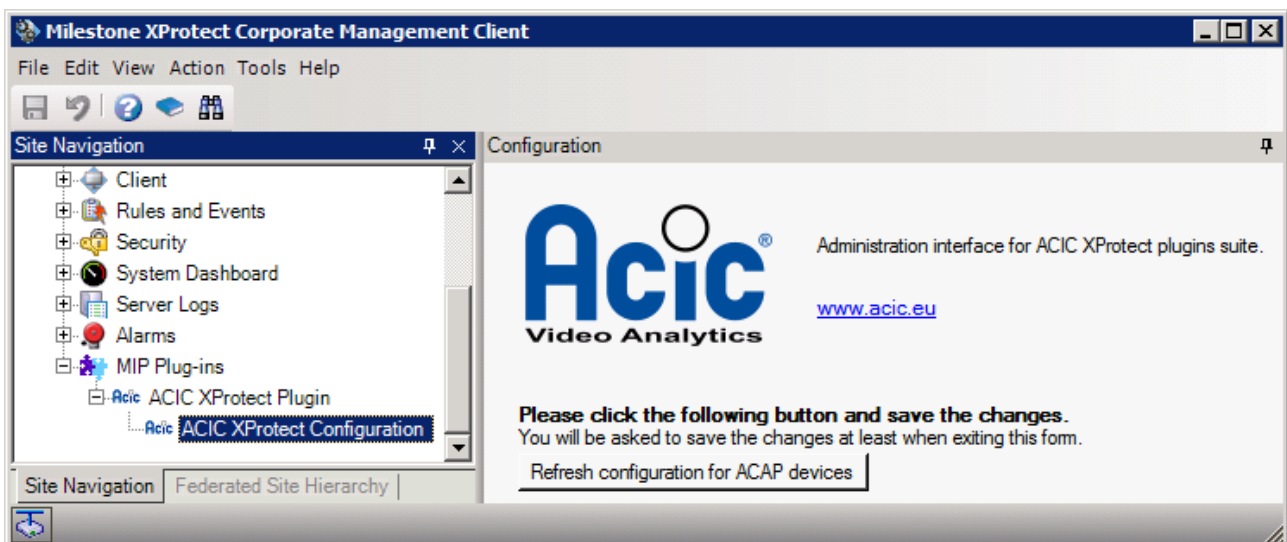 Milestone XProtect Corporate Management Client
File Edit View Action Tools Help
Site Navigation
Client
Rules and Events
Security
System Dashboard
Server Logs
Alarms
MIP Plug-ins
Acic ACIC XProtect Plugin
Acic ACIC XProtect Configuration
Site Navigation Federated Site Hierarchy
Configuration
Acic®
Video Analytics
Administration interface for ACIC XProtect plugins suite.
www.acic.eu
Please click the following button and save the changes.
You will be asked to save the changes at least when exiting this form.
Refresh configuration for ACAP devices